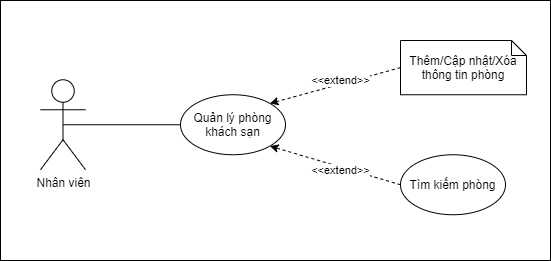 Thêm/Cập nhật/Xóa
thông tin phòng
<<extend>>
Quản lý phòng
khách sạn
<<extend>>
Tìm kiếm phòng
Nhân viên